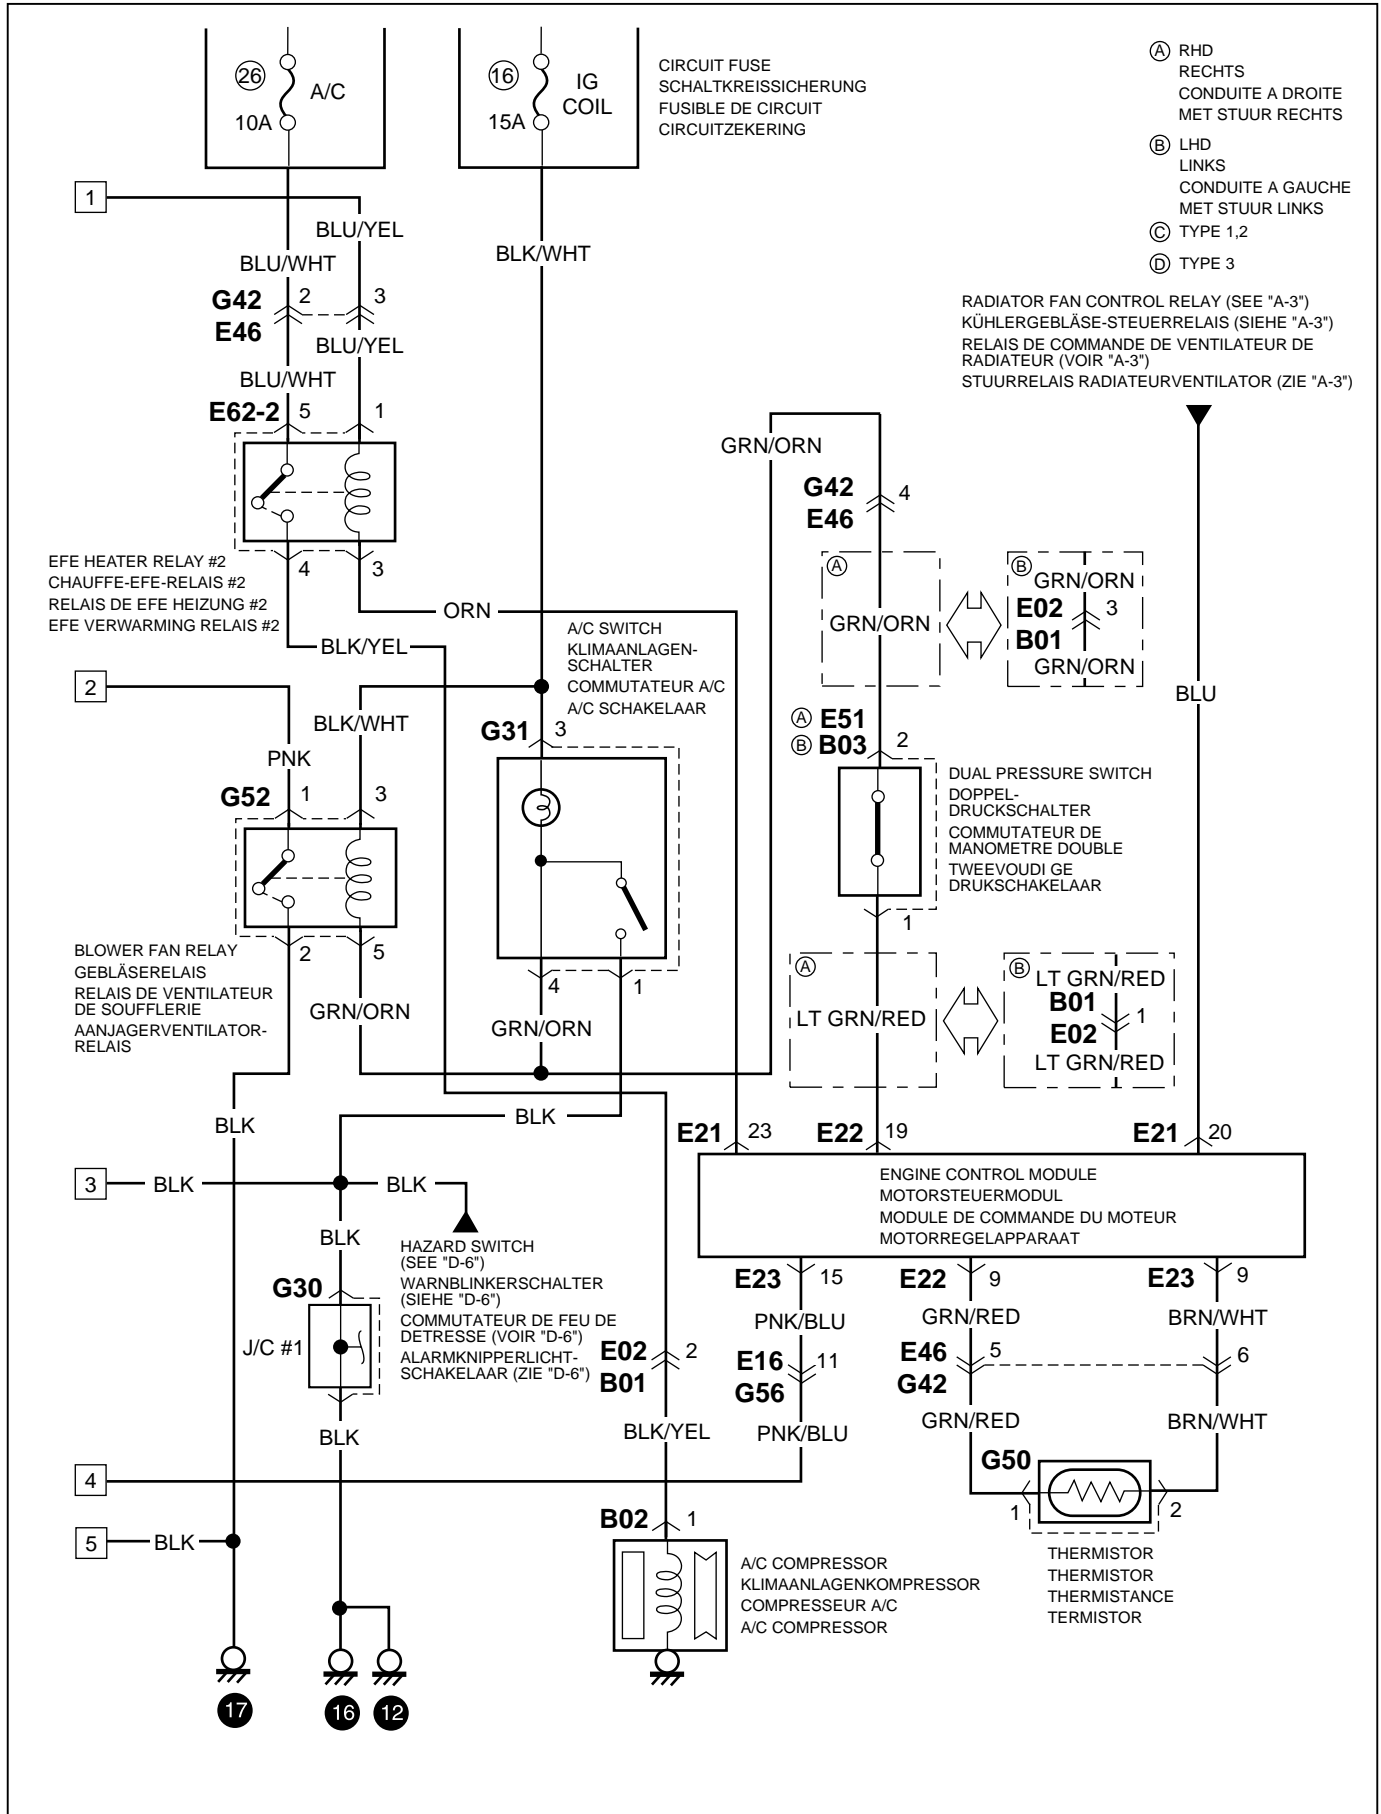 26
A/C
10A
16
IG
COIL
15A
CIRCUIT FUSE
SCHALTKREISSICHERUNG
FUSIBLE DE CIRCUIT
CIRCUITZEKERING
A RHD
RECHTS
CONDUITE A DROITE
MET STUUR RECHTS
B LHD
LINKS
CONDUITE A GAUCHE
MET STUUR LINKS
C TYPE 1,2
D TYPE 3
1
BLU/YEL
BLU/WHT
BLK/WHT
G42 2 3
E46
BLU/YEL
BLU/WHT
E62-2 5 1
RADIATOR FAN CONTROL RELAY (SEE "A-3")
KÜHLERGEBLÄSE-STEUERRELAIS (SIEHE "A-3")
RELAIS DE COMMANDE DE VENTILATEUR DE
RADIATEUR (VOIR "A-3")
STUURRELAIS RADIATEURVENTILATOR (ZIE "A-3")
GRN/ORN
G42 4
E46
4 3
EFE HEATER RELAY #2
CHAUFFE-EFE-RELAIS #2
RELAIS DE EFE HEIZUNG #2
EFE VERWARMING RELAIS #2
ORN
BLK/YEL
A
GRN/ORN
B
GRN/ORN
E02 3
B01
GRN/ORN
BLU
A/C SWITCH
KLIMAANLAGEN-
SCHALTER
COMMUTATEUR A/C
A/C SCHAKELAAR
2
BLK/WHT
PNK
G31 3
A E51
B B03 2
G52 1 3
DUAL PRESSURE SWITCH
DOPPEL-
DRUCKSCHALTER
COMMUTATEUR DE
MANOMETRE DOUBLE
TWEEVOUDI GE
DRUKSCHAKELAAR
1
2 5
BLOWER FAN RELAY
GEBLÄSERELAIS
RELAIS DE VENTILATEUR
DE SOUFFLERIE
AANJAGERVENTILATOR-
RELAIS
GRN/ORN
4 1
GRN/ORN
A
LT GRN/RED
B
LT GRN/RED
B01 1
E02
LT GRN/RED
BLK
BLK
E21 23
E22 19
E21 20
ENGINE CONTROL MODULE
MOTORSTEUERMODUL
MODULE DE COMMANDE DU MOTEUR
MOTORREGELAPPARAAT
3 BLK BLK
BLK
HAZARD SWITCH
(SEE "D-6")
WARNBLINKERSCHALTER
(SIEHE "D-6")
COMMUTATEUR DE FEU DE
DETRESSE (VOIR "D-6")
ALARMKNIPPERLICHT-
SCHAKELAAR (ZIE "D-6")
G30
J/C #1
BLK
E02 2
B01
BLK/YEL
E23 15
PNK/BLU
E16 11
G56
PNK/BLU
E22 9
GRN/RED
E46 5
G42
GRN/RED
E23 9
BRN/WHT
6
BRN/WHT
4
G50
1 2
THERMISTOR
THERMISTOR
THERMISTANCE
TERMISTOR
5 BLK
B02 1
A/C COMPRESSOR
KLIMAANLAGENKOMPRESSOR
COMPRESSEUR A/C
A/C COMPRESSOR
17
16
12